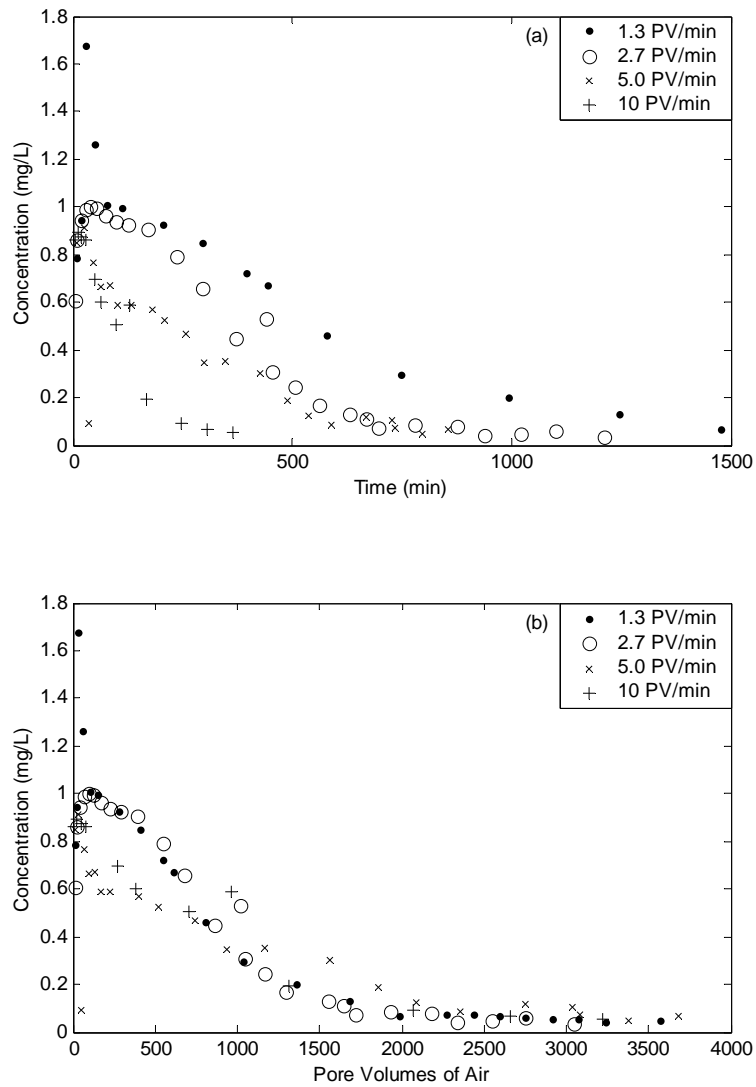 (a)
1.3 PV/min
2.7 PV/min
5.0 PV/min
10 PV/min
1.8
1.6
1.4
1.2
1
0.8
0.6
0.4
0.2
0
Concentration (mg/L)
0 500 1000 1500
Time (min)
(b)
1.3 PV/min
2.7 PV/min
5.0 PV/min
10 PV/min
1.8
1.6
1.4
1.2
1
0.8
0.6
0.4
0.2
0
Concentration (mg/L)
0 500 1000 1500 2000 2500 3000 3500 4000
Pore Volumes of Air